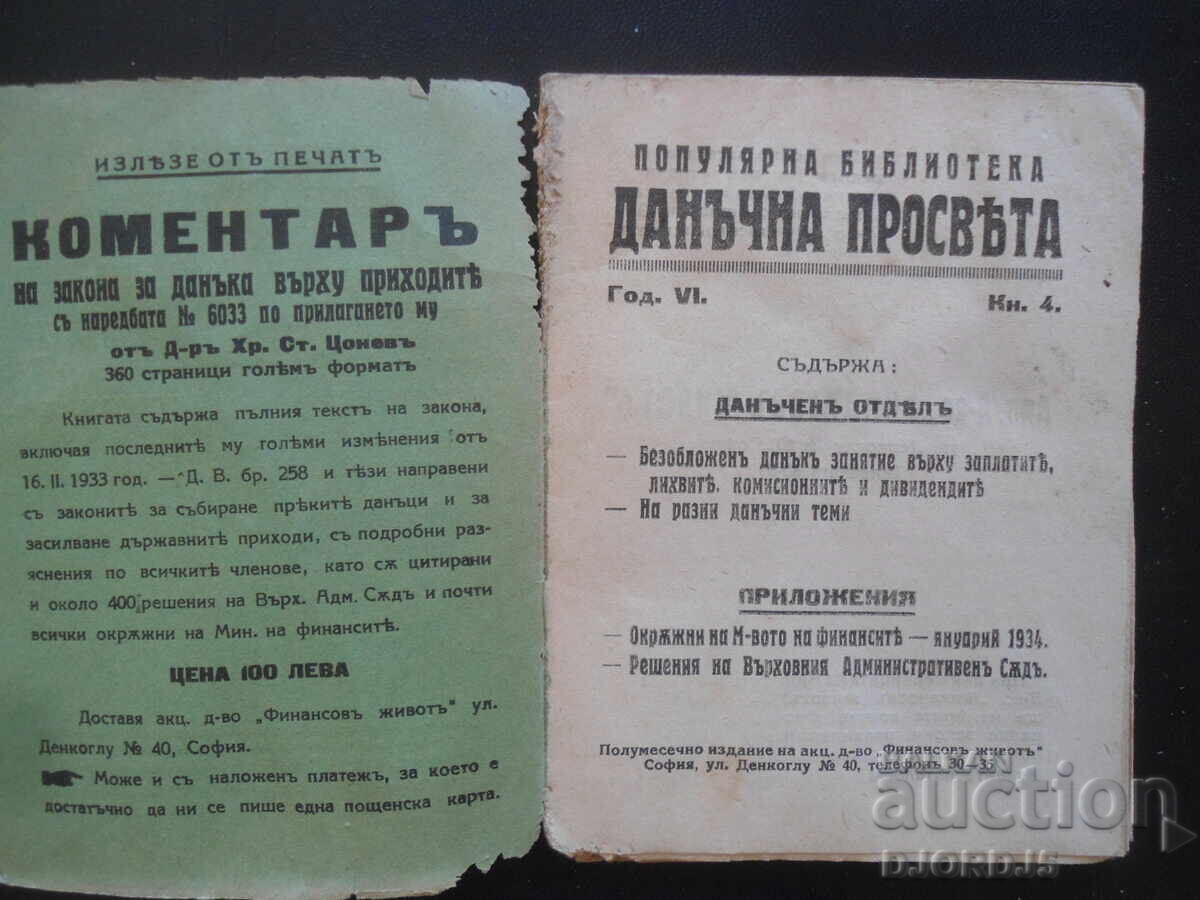 ИЗЛѢЗЕ ОТЪ ПЕЧАТЪ
КОМЕНТАРЪ
на закона за данъка върху приходитѣ
съ наредбата № 6033 по прилагането му
отъ Д-ръ Хр. Ст. Цоневъ
360 страници голѣмъ форматъ
Книгата съдържа пълния текстъ на закона,
включая последнитѣ му голѣми измѣнения отъ
16. II. 1933 год. — Д. В. бр. 258 и тѣзи направени
съ законитѣ за събиране прѣкитѣ данъци и за
засилване държавнитѣ приходи, съ подробни раз-
яснения по всичкитѣ членове, като сѫ цитирани
и около 400 решения на Върх. Адм. Сѫдъ и почти
всички окрѫжни на Мин. на финанситѣ.
ЦЕНА 100 ЛЕВА
Доставя акц. д-во „Финансовъ животъ" ул.
Денкоглу № 40, София.
Може и съ наложенъ платежъ, за което е
достатъчно да ни се пише една пощенска карта.
ПОПУЛЯРНА БИБЛИОТЕКА
ДАНЪЧНА ПРОСВѢТА
Год. VI. Кн. 4.
СЪДЪРЖА:
ДАНЪЧЕНЪ ОТДѢЛЪ
— Безобложенъ данъкъ занятие върху заплатитѣ,
лихвитѣ, комисионнитѣ и дивидендитѣ
— На разни данъчни теми
ПРИЛОЖЕНИЯ
— Окрѫжни на М-вото на финанситѣ — януарий 1934.
— Решения на Върховния Административенъ Сѫдъ.
Полумесечно издание на акц. д-во „Финансовъ животъ"
София, ул. Денкоглу № 40, телефонъ 30—35
auction
DJORDJ5